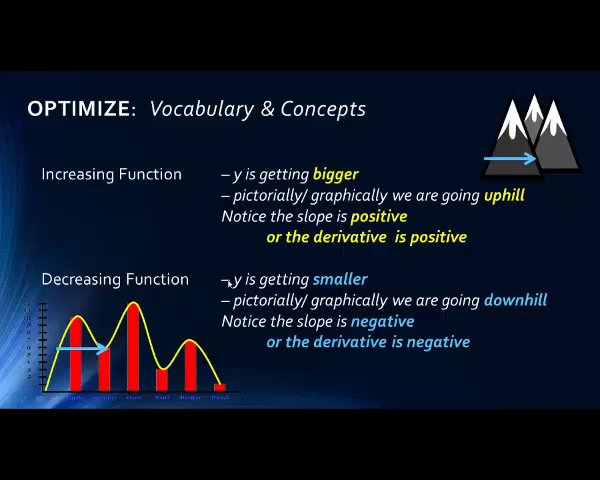 OPTIMIZE: Vocabulary & Concepts
Increasing Function – y is getting bigger
– pictorially/ graphically we are going uphill
Notice the slope is positive
or the derivative is positive
Decreasing Function – y is getting smaller
– pictorially/ graphically we are going downhill
Notice the slope is negative
or the derivative is negative